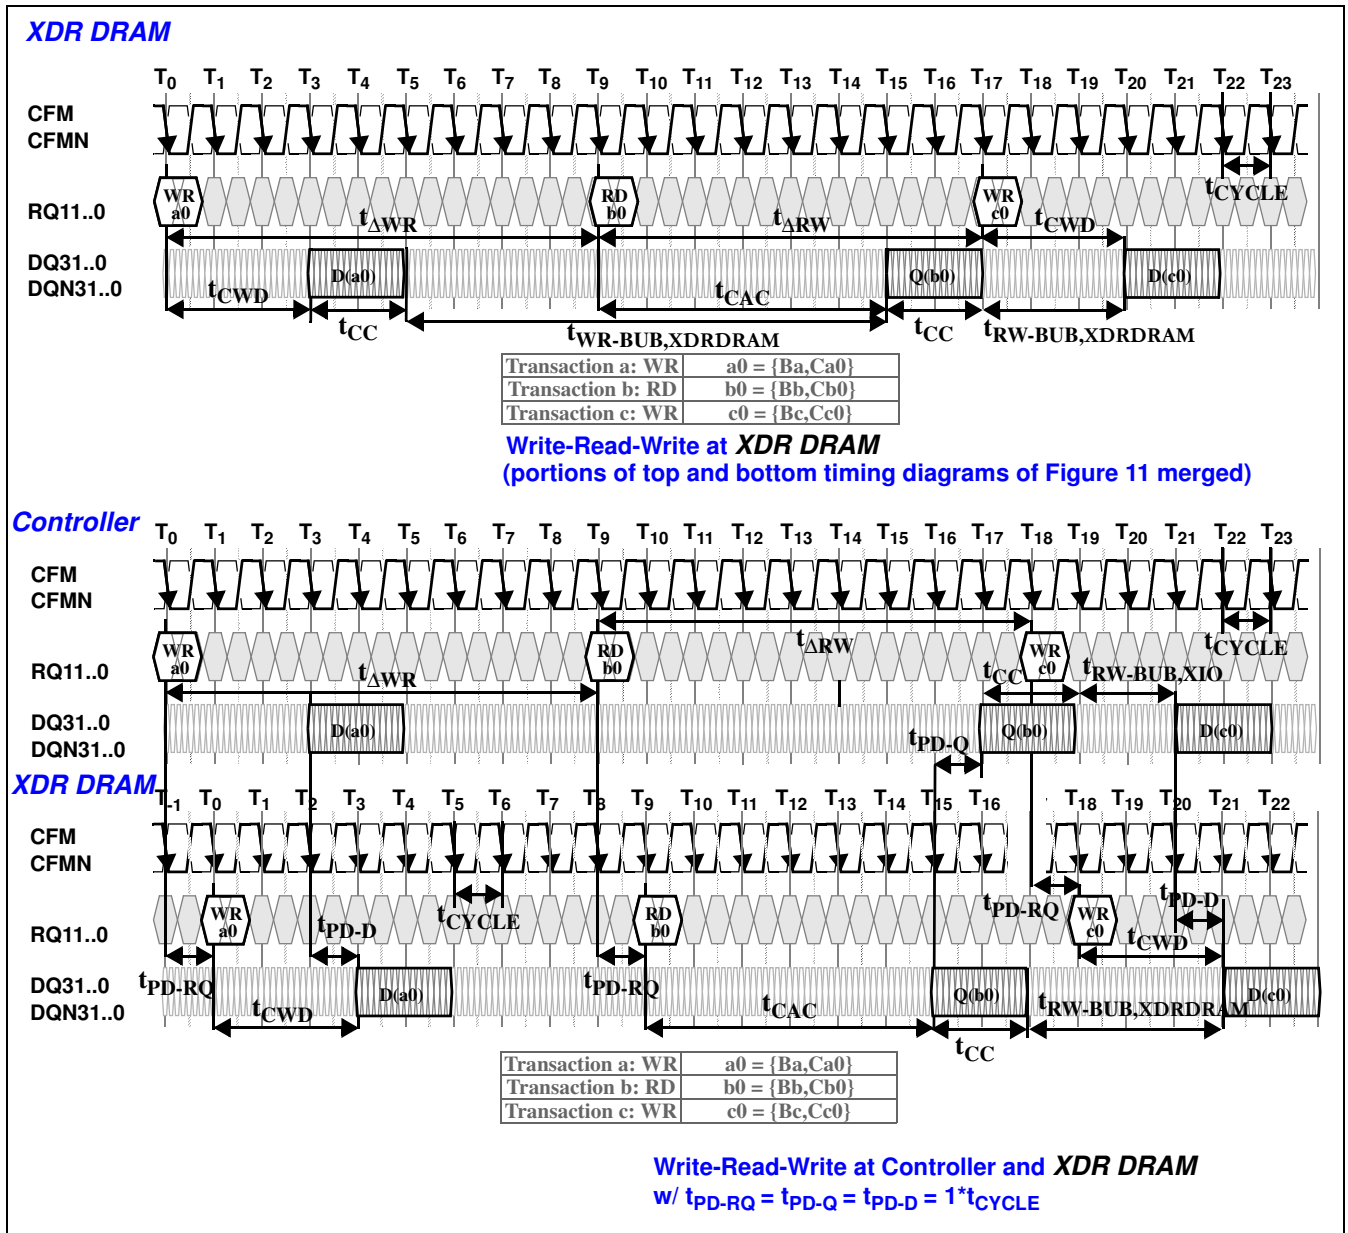 XDR DRAM
T0 T1 T2 T3 T4 T5 T6 T7 T8 T9 T10 T11 T12 T13 T14 T15 T16 T17 T18 T19 T20 T21 T22 T23
CFM
CFMN
RQ11..0
WR a0
RD b0
WR c0
tCYCLE
tΔWR
tΔRW
tCWD
DQ31..0
DQN31..0
D(a0)
Q(b0)
D(c0)
tCWD
tCAC
tCC
tWR-BUB,XDRDRAM
tCC
tRW-BUB,XDRDRAM
Transaction a: WR a0 = {Ba,Ca0}
Transaction b: RD b0 = {Bb,Cb0}
Transaction c: WR c0 = {Bc,Cc0}
Write-Read-Write at XDR DRAM
(portions of top and bottom timing diagrams of Figure 11 merged)
Controller
T0 T1 T2 T3 T4 T5 T6 T7 T8 T9 T10 T11 T12 T13 T14 T15 T16 T17 T18 T19 T20 T21 T22 T23
CFM
CFMN
RQ11..0
WR a0
RD b0
WR c0
tΔRW
tCYCLE
tΔWR
tCC
tRW-BUB,XIO
DQ31..0
DQN31..0
D(a0)
Q(b0)
D(c0)
tPD-Q
XDR DRAM
T-1 T0 T1 T2 T3 T4 T5 T6 T7 T8 T9 T10 T11 T12 T13 T14 T15 T16 T18 T19 T20 T21 T22
CFM
CFMN
RQ11..0
WR a0
tPD-D
tCYCLE
RD b0
tPD-RQ
WR c0
tPD-D
tCWD
DQ31..0
DQN31..0
tPD-RQ
tCWD
D(a0)
tPD-RQ
tCAC
Q(b0)
tCC
tRW-BUB,XDRDRAM
D(c0)
Transaction a: WR a0 = {Ba,Ca0}
Transaction b: RD b0 = {Bb,Cb0}
Transaction c: WR c0 = {Bc,Cc0}
Write-Read-Write at Controller and XDR DRAM
w/ tPD-RQ = tPD-Q = tPD-D = 1*tCYCLE